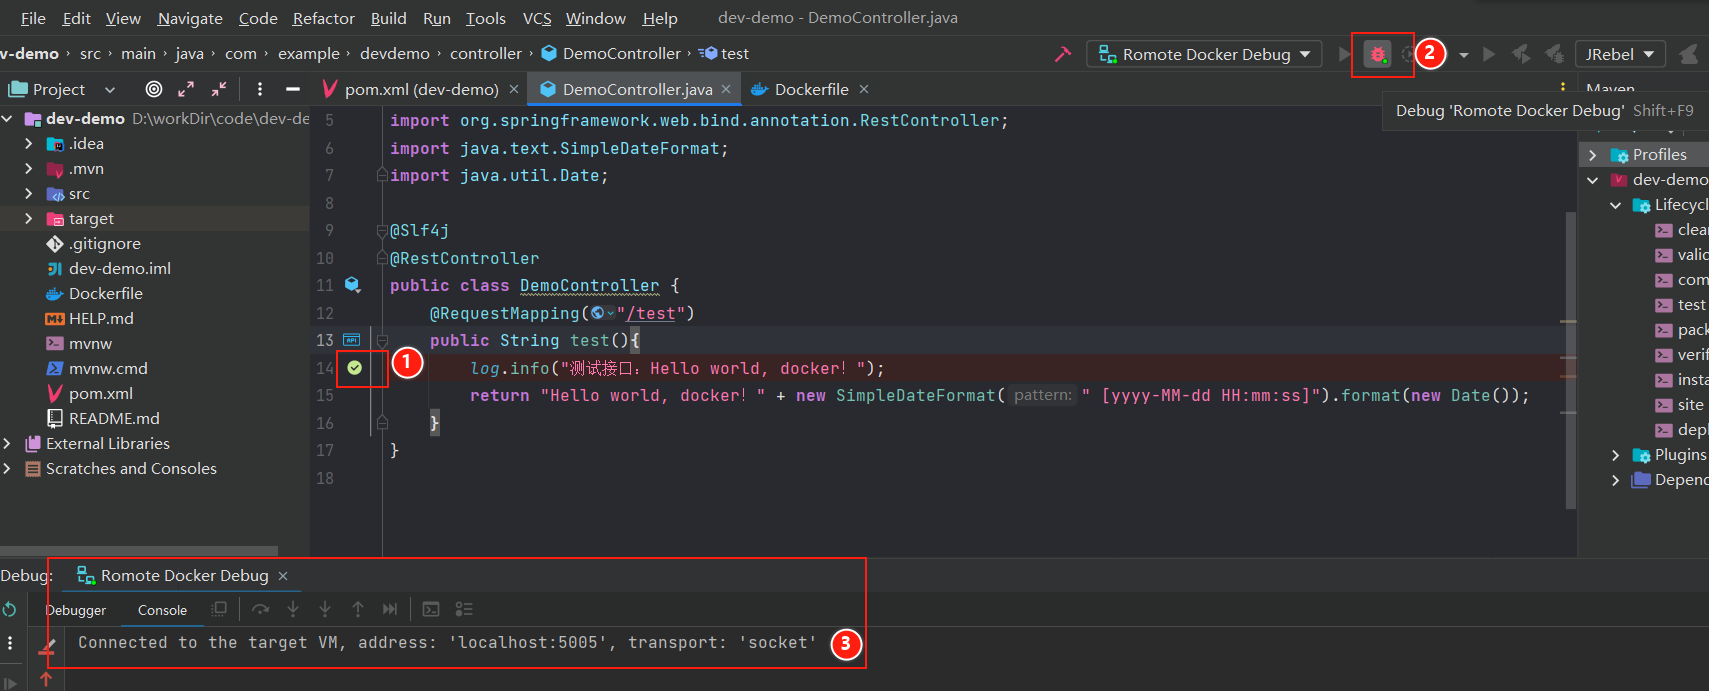 File Edit View Navigate Code Refactor Build Run Tools VCS Window Help dev-demo - DemoController.java
v-demo › src › main › java › com › example › devdemo › controller › DemoController › test Romote Docker Debug 2 JRebel
Project pom.xml (dev-demo) × DemoController.java × Dockerfile × Maven
Debug 'Romote Docker Debug' Shift+F9
dev-demo D:\workDir\code\dev-de
.idea
.mvn
src
target
.gitignore
dev-demo.iml
Dockerfile
HELP.md
mvnw
mvnw.cmd
pom.xml
README.md
External Libraries
Scratches and Consoles
5 import org.springframework.web.bind.annotation.RestController;
6 import java.text.SimpleDateFormat;
7 import java.util.Date;
8
9 @Slf4j
10 @RestController
11 public class DemoController {
12 @RequestMapping("/test")
13 public String test(){
14 1 log.info("测试接口：Hello world, docker! ");
15 return "Hello world, docker! " + new SimpleDateFormat( pattern: " [yyyy-MM-dd HH:mm:ss]").format(new Date());
16 }
17 }
18
Profiles
dev-demo
Lifecycl
clea
valid
com
test
pack
verif
insta
site
depl
Plugins
Depend
Debug: Romote Docker Debug ×
Debugger Console
Connected to the target VM, address: 'localhost:5005', transport: 'socket' 3